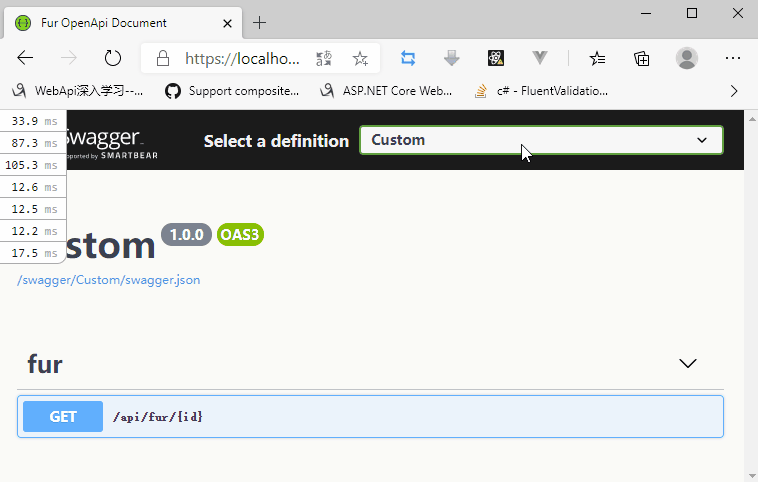 Fur OpenApi Document
https://localho...
WebApi深入学习--...
Support composite...
ASP.NET Core Web...
c# - FluentValidatio...
33.9 ms
87.3 ms
105.3 ms
12.6 ms
12.5 ms
12.2 ms
17.5 ms
Swagger
supported by SMARTBEAR
Select a definition
Custom
stom
1.0.0
OAS3
/swagger/Custom/swagger.json
fur
GET
/api/fur/{id}